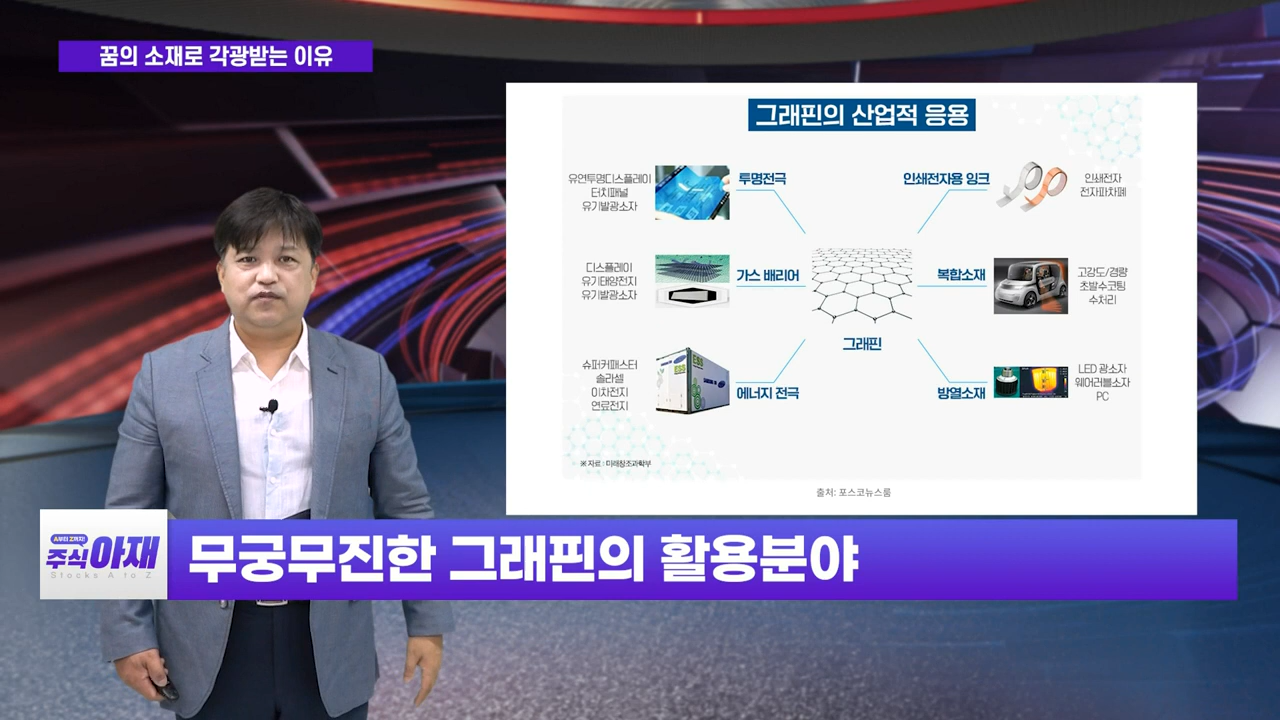 꿈의 소재로 각광받는 이유
그래핀의 산업적 응용
유연투명디스플레이
터치패널
유기발광소자
투명전극
인쇄전자용 잉크
인쇄전자
전자파차폐
디스플레이
유기태양전지
유기발광소자
가스 배리어
복합소재
고강도/경량
초발수코팅
수처리
그래핀
슈퍼커패스터
솔라셀
이차전지
연료전지
에너지 전극
방열소재
LED 광소자
웨어러블소자
PC
※ 자료 : 미래창조과학부
출처: 포스코뉴스룸
A부터 Z까지!
주식아재
Stocks A to Z
무궁무진한 그래핀의 활용분야